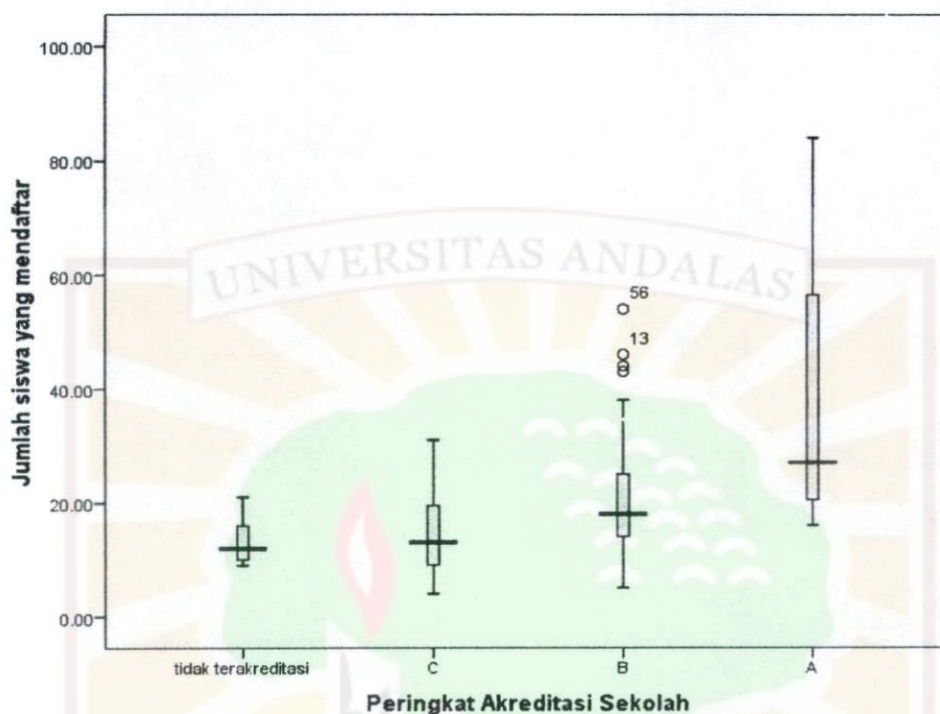 Jumlah siswa yang mendaftar
100.00
80.00
60.00
40.00
20.00
0.00
UNIVERSITAS ANDALAS
56
13
tidak terakreditasi
C
B
A
Peringkat Akreditasi Sekolah